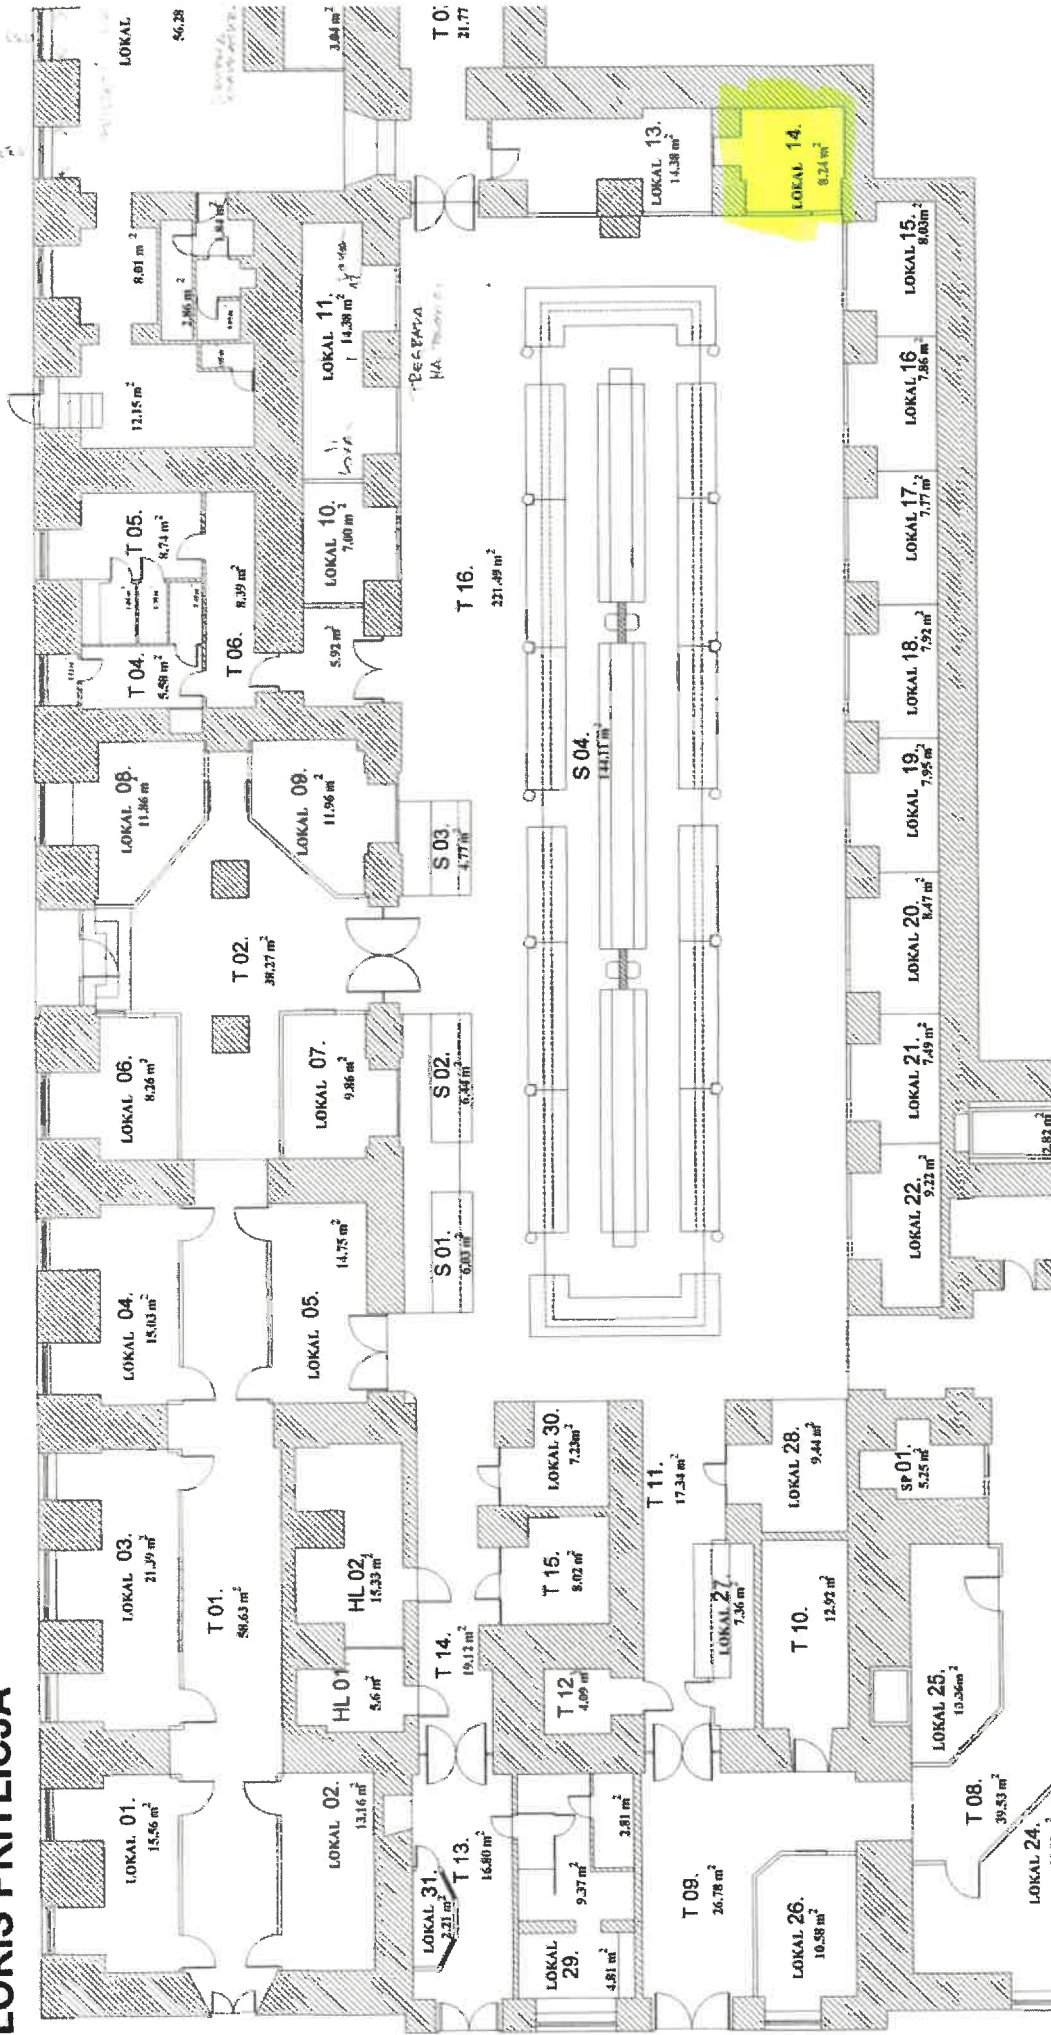 LOKAL
56.28
3.04 m²
21.77
LOKAL 13.
14.38 m²
LOKAL 14.
8.24 m²
8.01 m²
2.86 m²
12.15 m²
LOKAL 11.
14.38 m²
LOKAL 15.
8.03m²
LOKAL 16
7.86 m²
T 05.
8.74 m²
LOKAL 10.
7.00 m²
T 16.
221.49 m²
LOKAL 17.
7.77 m²
T 04.
5.58 m²
T 06.
8.39 m²
5.92 m²
LOKAL 18.
7.92 m²
S 04.
144.11 m²
LOKAL 08.
11.86 m²
LOKAL 09.
11.96 m²
S 03.
4.77 m²
LOKAL 19.
7.95 m²
T 02.
38.27 m²
LOKAL 20.
8.47 m²
LOKAL 06.
8.26 m²
LOKAL 07.
9.86 m²
S 02.
6.44 m²
LOKAL 21.
7.49 m²
2.82 m²
LOKAL 22.
9.22 m²
LOKAL 04.
15.03 m²
LOKAL 05.
14.75 m²
S 01.
6.03 m²
LOKAL 03.
21.39 m²
T 01.
58.63 m²
HL 02
15.33 m²
HL 01
5.6 m²
T 14.
19.12 m²
LOKAL 30.
7.23m²
T 15.
8.02 m²
T 11.
17.34 m²
LOKAL 28.
9.44 m²
SP 01.
5.25 m²
T 12
4.09 m²
LOKAL 27.
7.36 m²
T 10.
12.92 m²
LOKAL 25.
13.36m²
LOKAL 01.
15.56 m²
LOKAL 02.
13.16 m²
LOKAL 31.
2.21 m²
T 13.
16.80 m²
2.81 m²
9.37 m²
LOKAL
29.
4.81 m²
T 09.
26.78 m²
LOKAL 26.
10.58 m²
T 08.
39.53 m²
LOKAL 24.